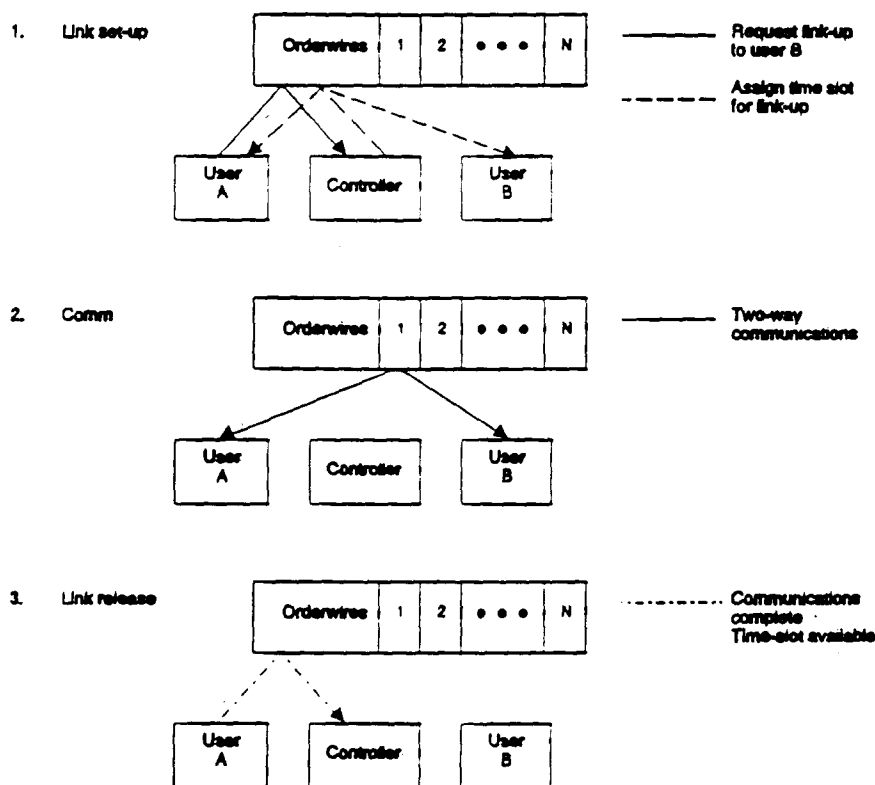 1. Link set-up
Orderwires 1 2 • • • N
Request link-up
to user B
Assign time slot
for link-up
User
A
Controller
User
B
2. Comm
Orderwires 1 2 • • • N
Two-way
communications
User
A
Controller
User
B
3. Link release
Orderwires 1 2 • • • N
Communications
complete
Time-slot available
User
A
Controller
User
B